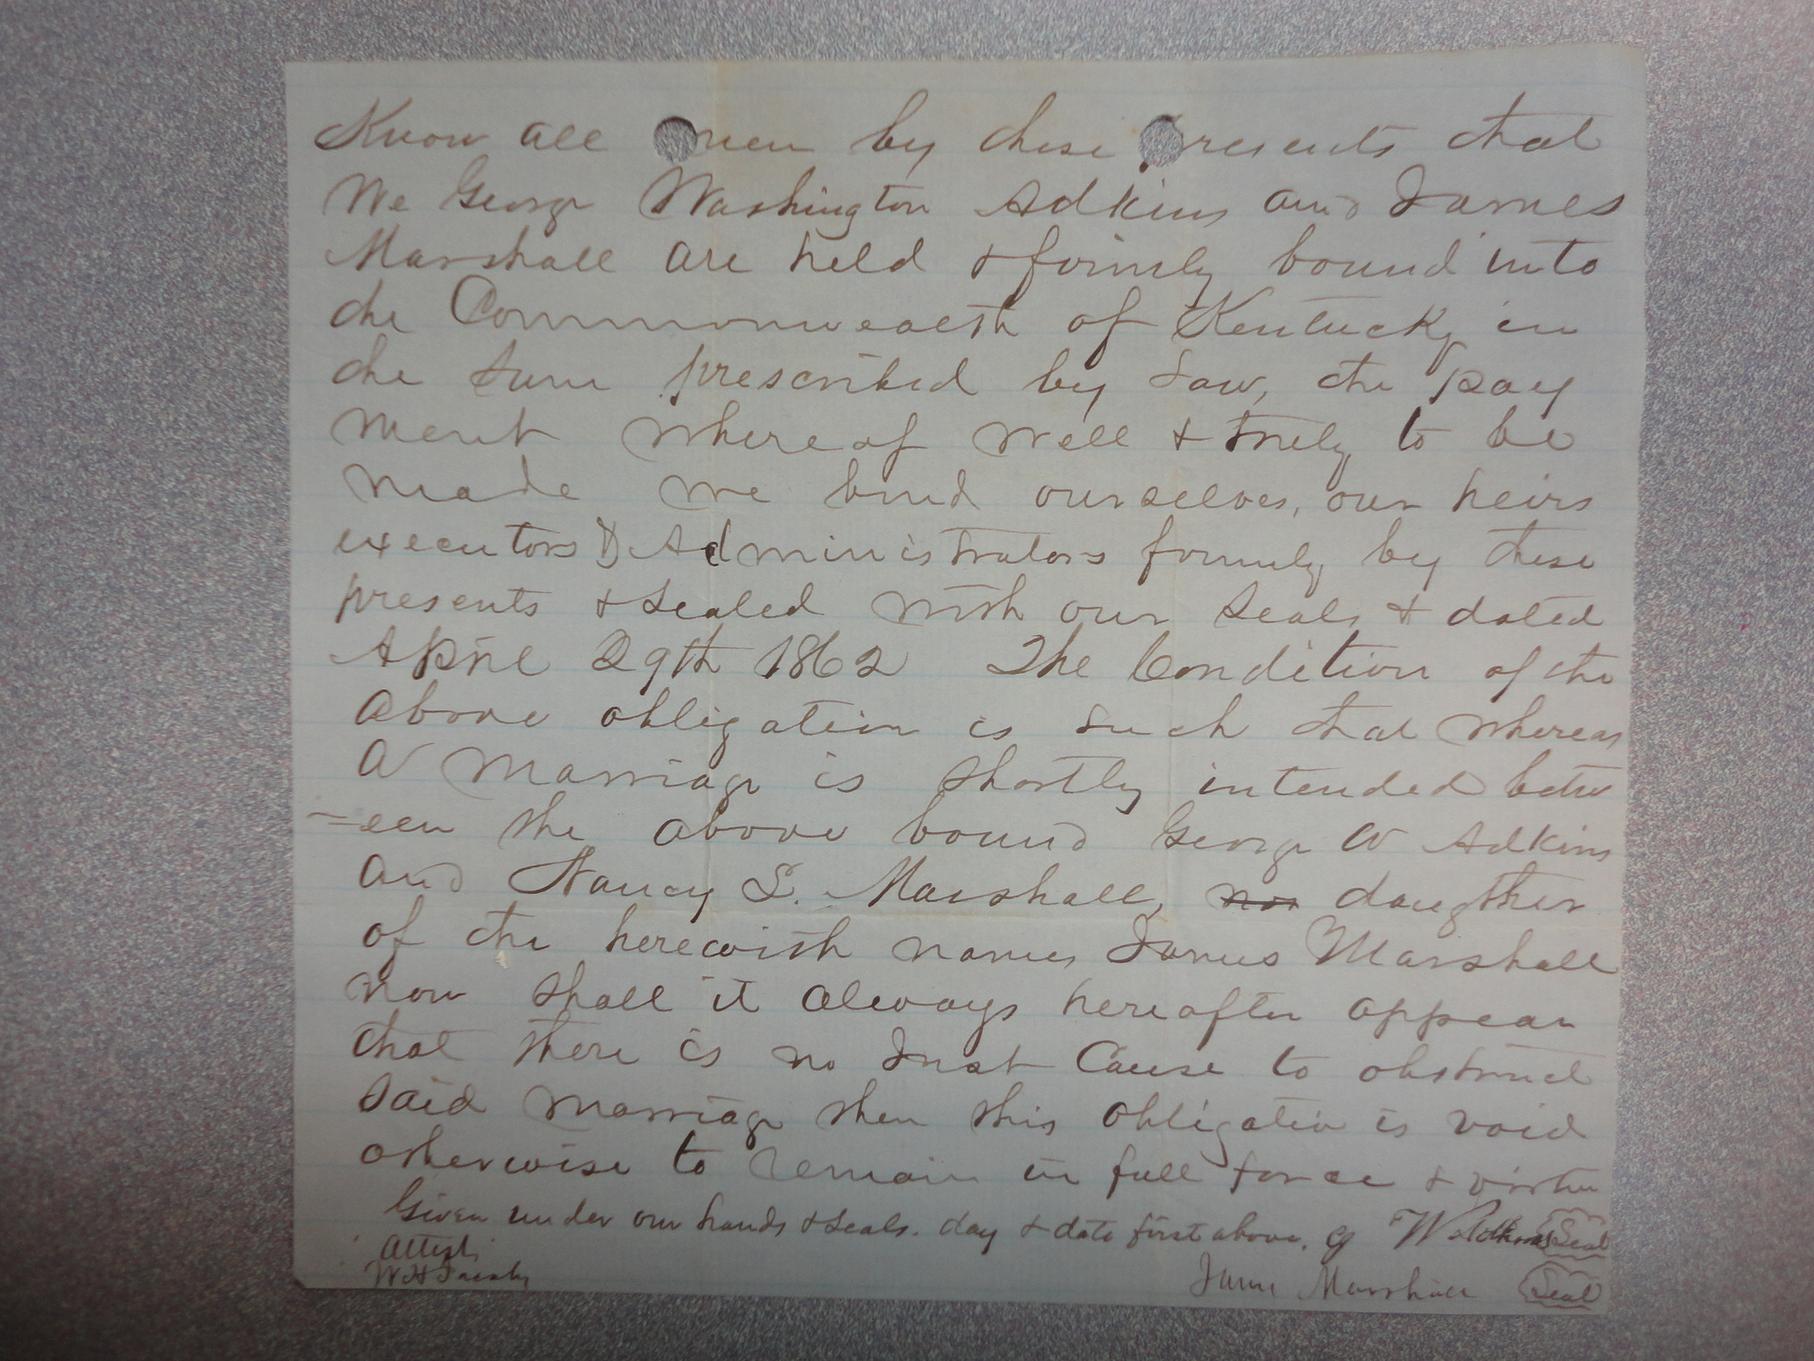 Know all men by these presents that
We George Washington Adkins and James
Marshall are held & firmly bound unto
the Commonwealth of Kentucky in
the sum prescribed by Law, the pay
ment whereof well & truly to be
made we bind ourselves, our heirs
executors & Administrators firmly by these
presents & sealed with our seals & dated
April 29th 1862 The Condition of the
above obligation is such that whereas
a marriage is shortly intended betw
=een the above bound George W Adkins
and Nancy L. Marshall, daughter
of the herewith names James Marshall
now shall it always hereafter appear
that there is no Just Cause to obstruct
said marriage then this obligation is void
otherwise to remain in full force & virtue
Given under our hands & seals. day & date first above. G W Adkins Seal
Attest
W H
James Marshall Seal